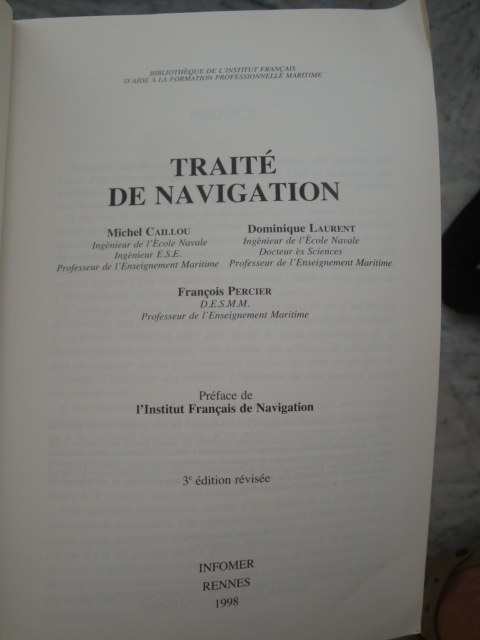 BIBLIOTHÈQUE DE L'INSTITUT FRANÇAIS
D'AIDE A LA FORMATION PROFESSIONNELLE MARITIME
TRAITÉ
DE NAVIGATION
Michel CAILLOU
Ingénieur de l'École Navale
Ingénieur E.S.E.
Professeur de l'Enseignement Maritime
Dominique LAURENT
Ingénieur de l'École Navale
Docteur ès Sciences
Professeur de l'Enseignement Maritime
François PERCIER
D.E.S.M.M.
Professeur de l'Enseignement Maritime
Préface de
l'Institut Français de Navigation
3e édition révisée
INFOMER
RENNES
1998